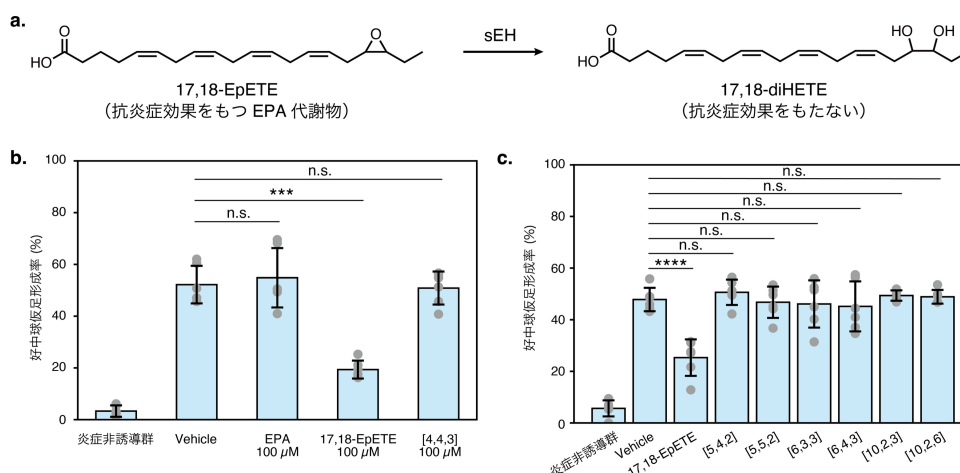 a.
O
HO
17,18-EpETE
（抗炎症効果をもつ EPA 代謝物）
O
sEH
O
HO
HO
OH
17,18-diHETE
（抗炎症効果をもたない）
b.
好中球仮足形成率 (%)
100
80
60
40
20
0
n.s.
***
n.s.
炎症非誘導群
Vehicle
EPA
100 µM
17,18-EpETE
100 µM
[4,4,3]
100 µM
c.
好中球仮足形成率 (%)
100
80
60
40
20
0
n.s.
n.s.
n.s.
n.s.
n.s.
n.s.
****
炎症非誘導群
Vehicle
17,18-EpETE
[5,4,2]
[5,5,2]
[6,3,3]
[6,4,3]
[10,2,3]
[10,2,6]